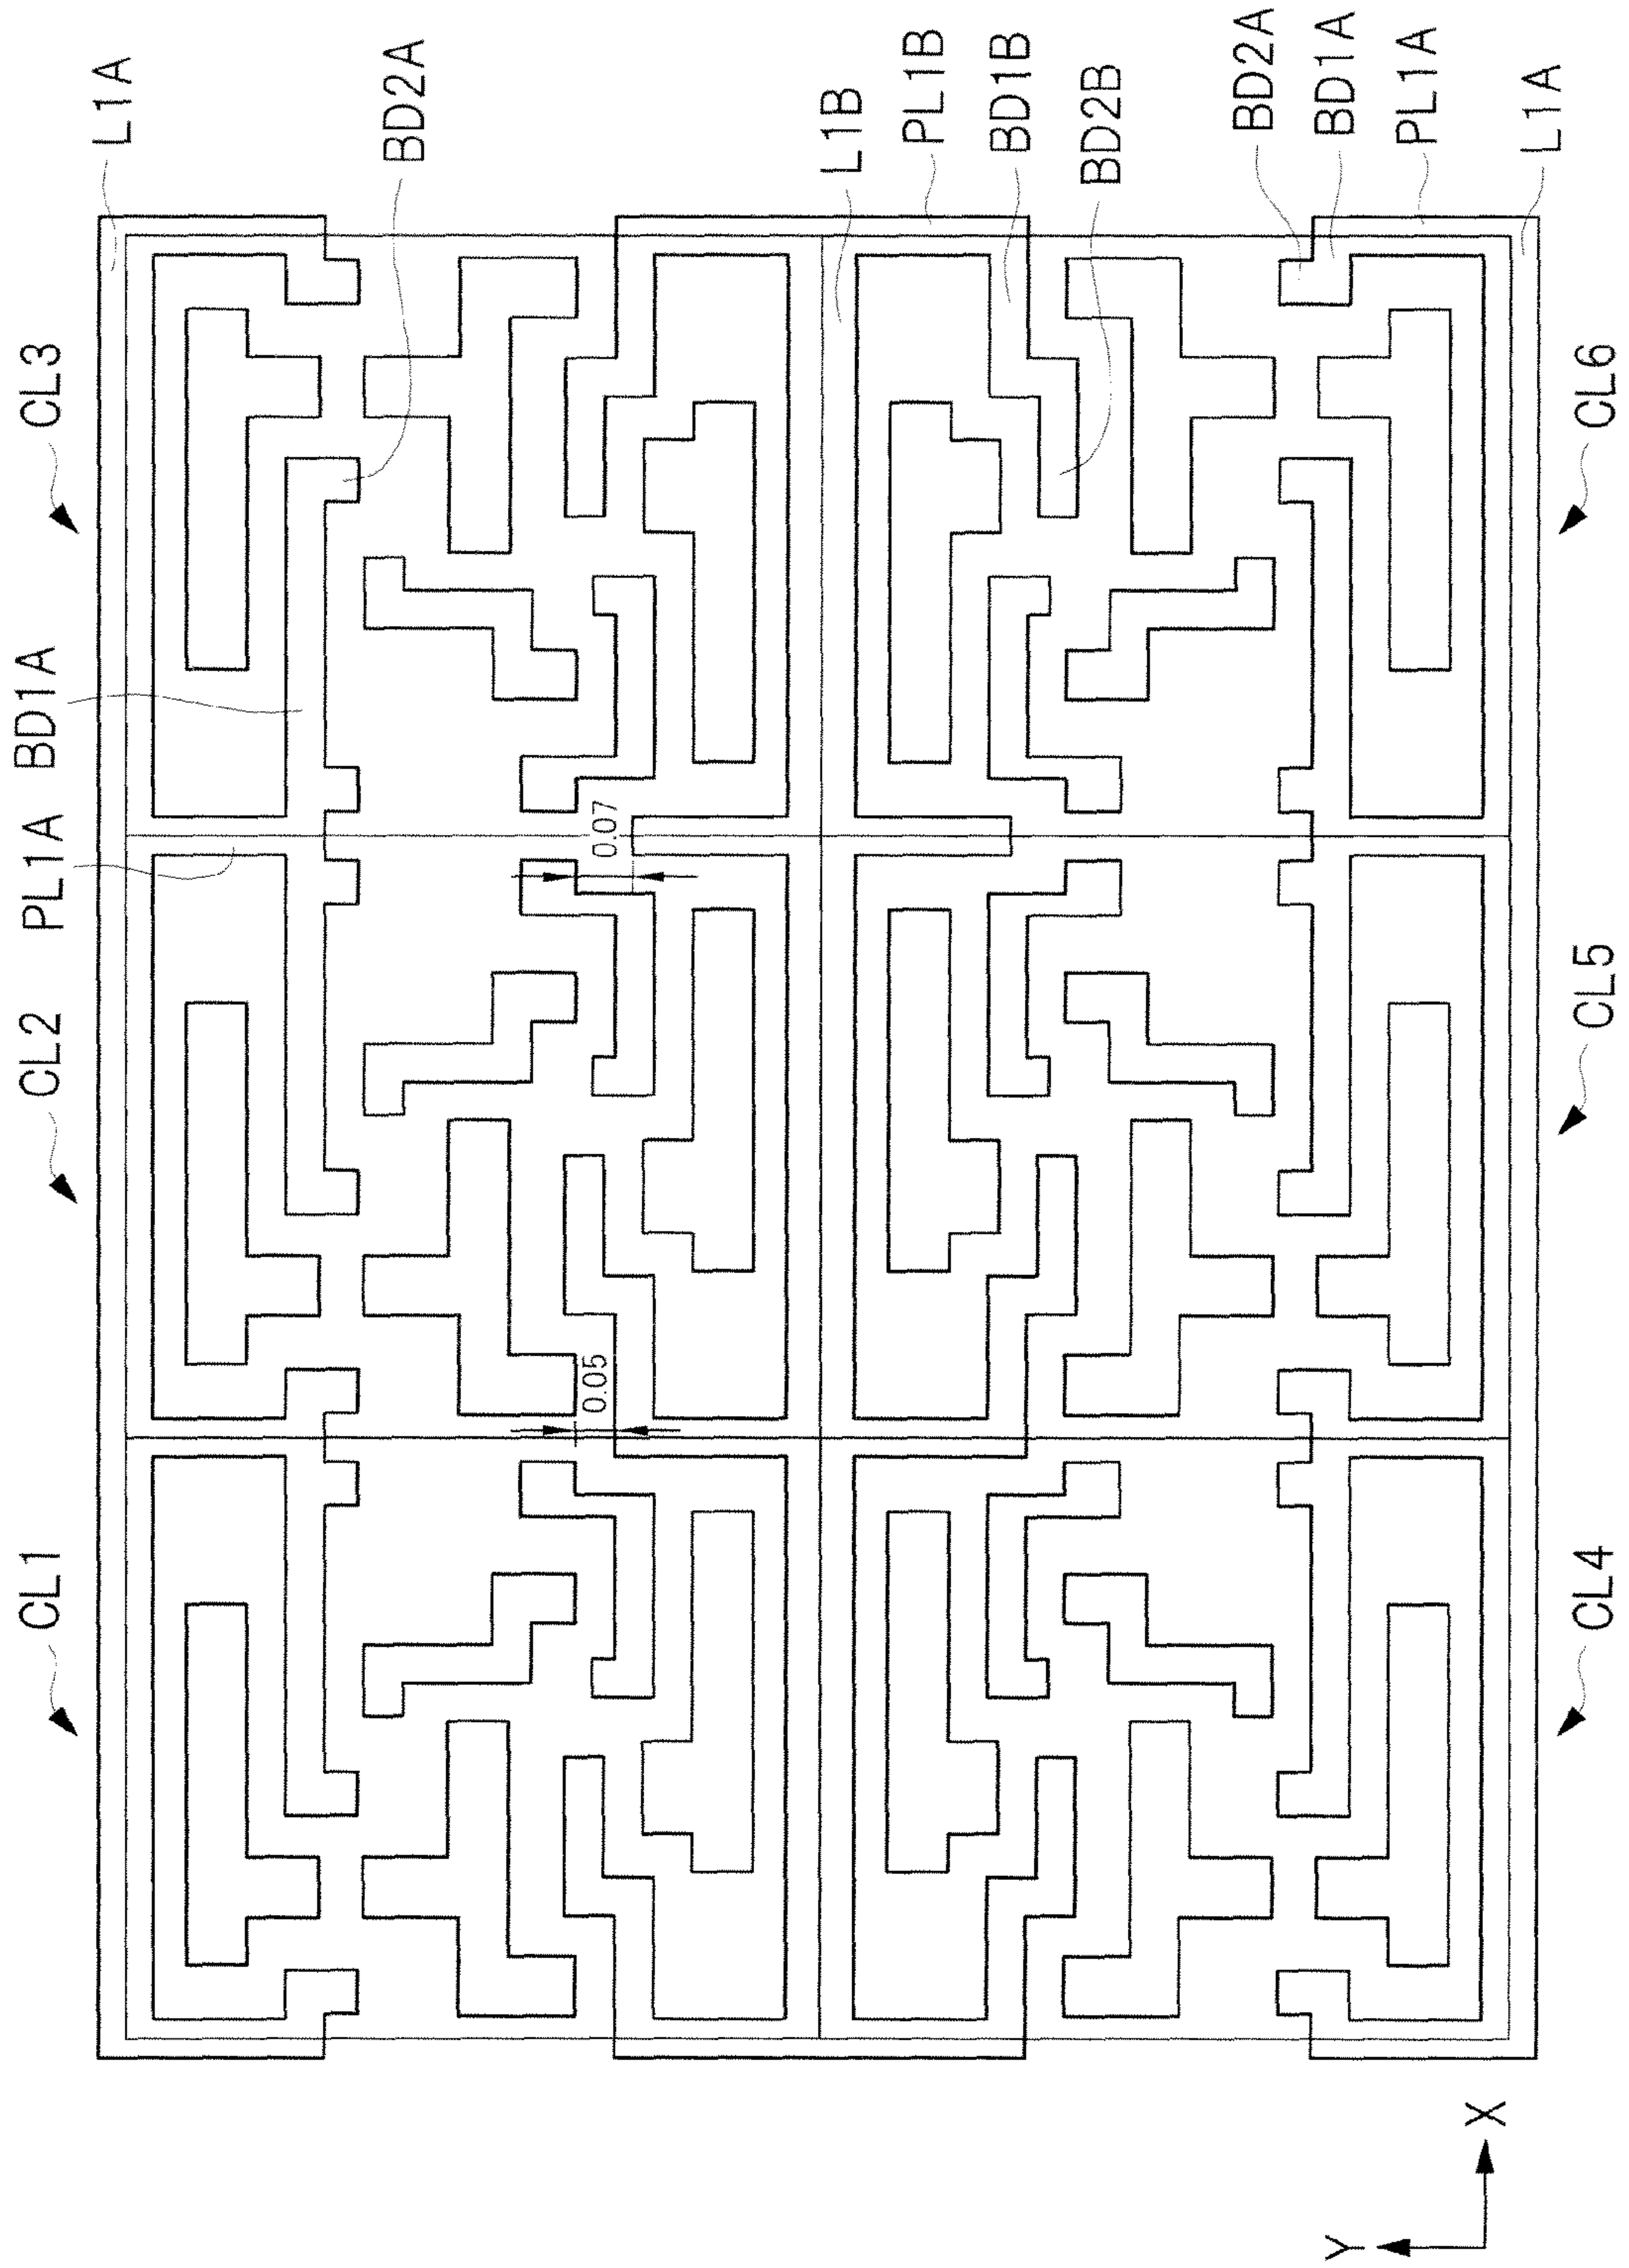 L1A
BD2A
L1B
PL1B
BD1B
BD2B
BD2A
BD1A
PL1A
L1A
CL3
CL6
BD1A
PL1A
0.07
CL2
CL5
0.05
CL1
CL4
X
Y